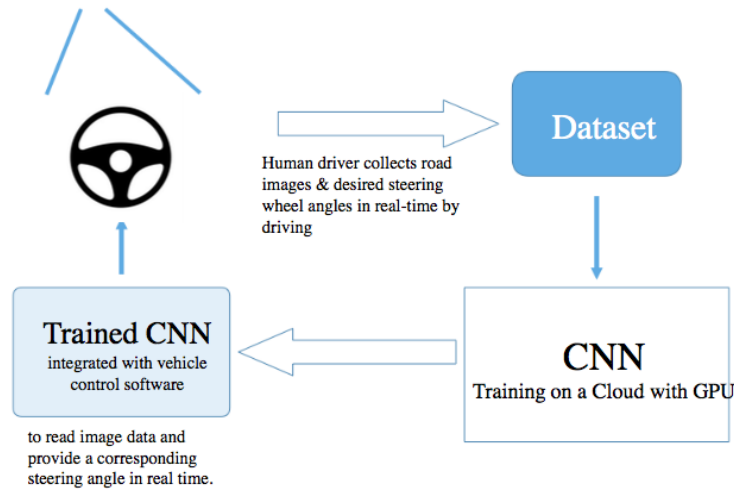 Dataset
Human driver collects road
images & desired steering
wheel angles in real-time by
driving
Trained CNN
integrated with vehicle
control software
to read image data and
provide a corresponding
steering angle in real time.
CNN
Training on a Cloud with GPU